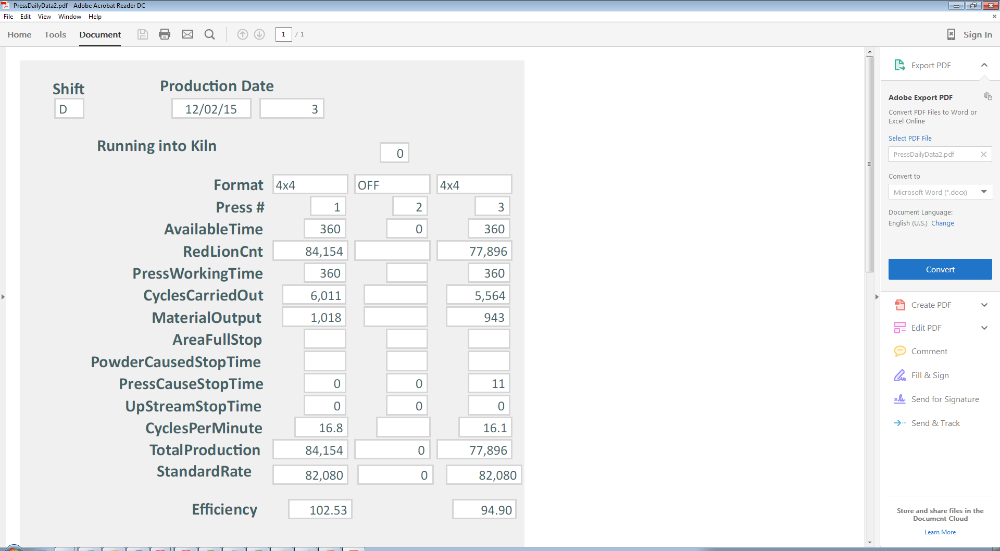 PressDailyData2.pdf - Adobe Acrobat Reader DC
File Edit View Window Help
Home Tools Document 1 / 1 Sign In
Shift Production Date
D 12/02/15 3
Running into Kiln 0
Format 4x4 OFF 4x4
Press # 1 2 3
AvailableTime 360 0 360
RedLionCnt 84,154 77,896
PressWorkingTime 360 360
CyclesCarriedOut 6,011 5,564
MaterialOutput 1,018 943
AreaFullStop
PowderCausedStopTime
PressCauseStopTime 0 0 11
UpStreamStopTime 0 0 0
CyclesPerMinute 16.8 16.1
TotalProduction 84,154 0 77,896
StandardRate 82,080 0 82,080
Efficiency 102.53 94.90
Export PDF
Adobe Export PDF
Convert PDF Files to Word or
Excel Online
Select PDF File
PressDailyData2.pdf
Convert to
Microsoft Word (*.docx)
Document Language:
English (U.S.) Change
Convert
Create PDF
Edit PDF
Comment
Fill & Sign
Send for Signature
Send & Track
Store and share files in the
Document Cloud
Learn More